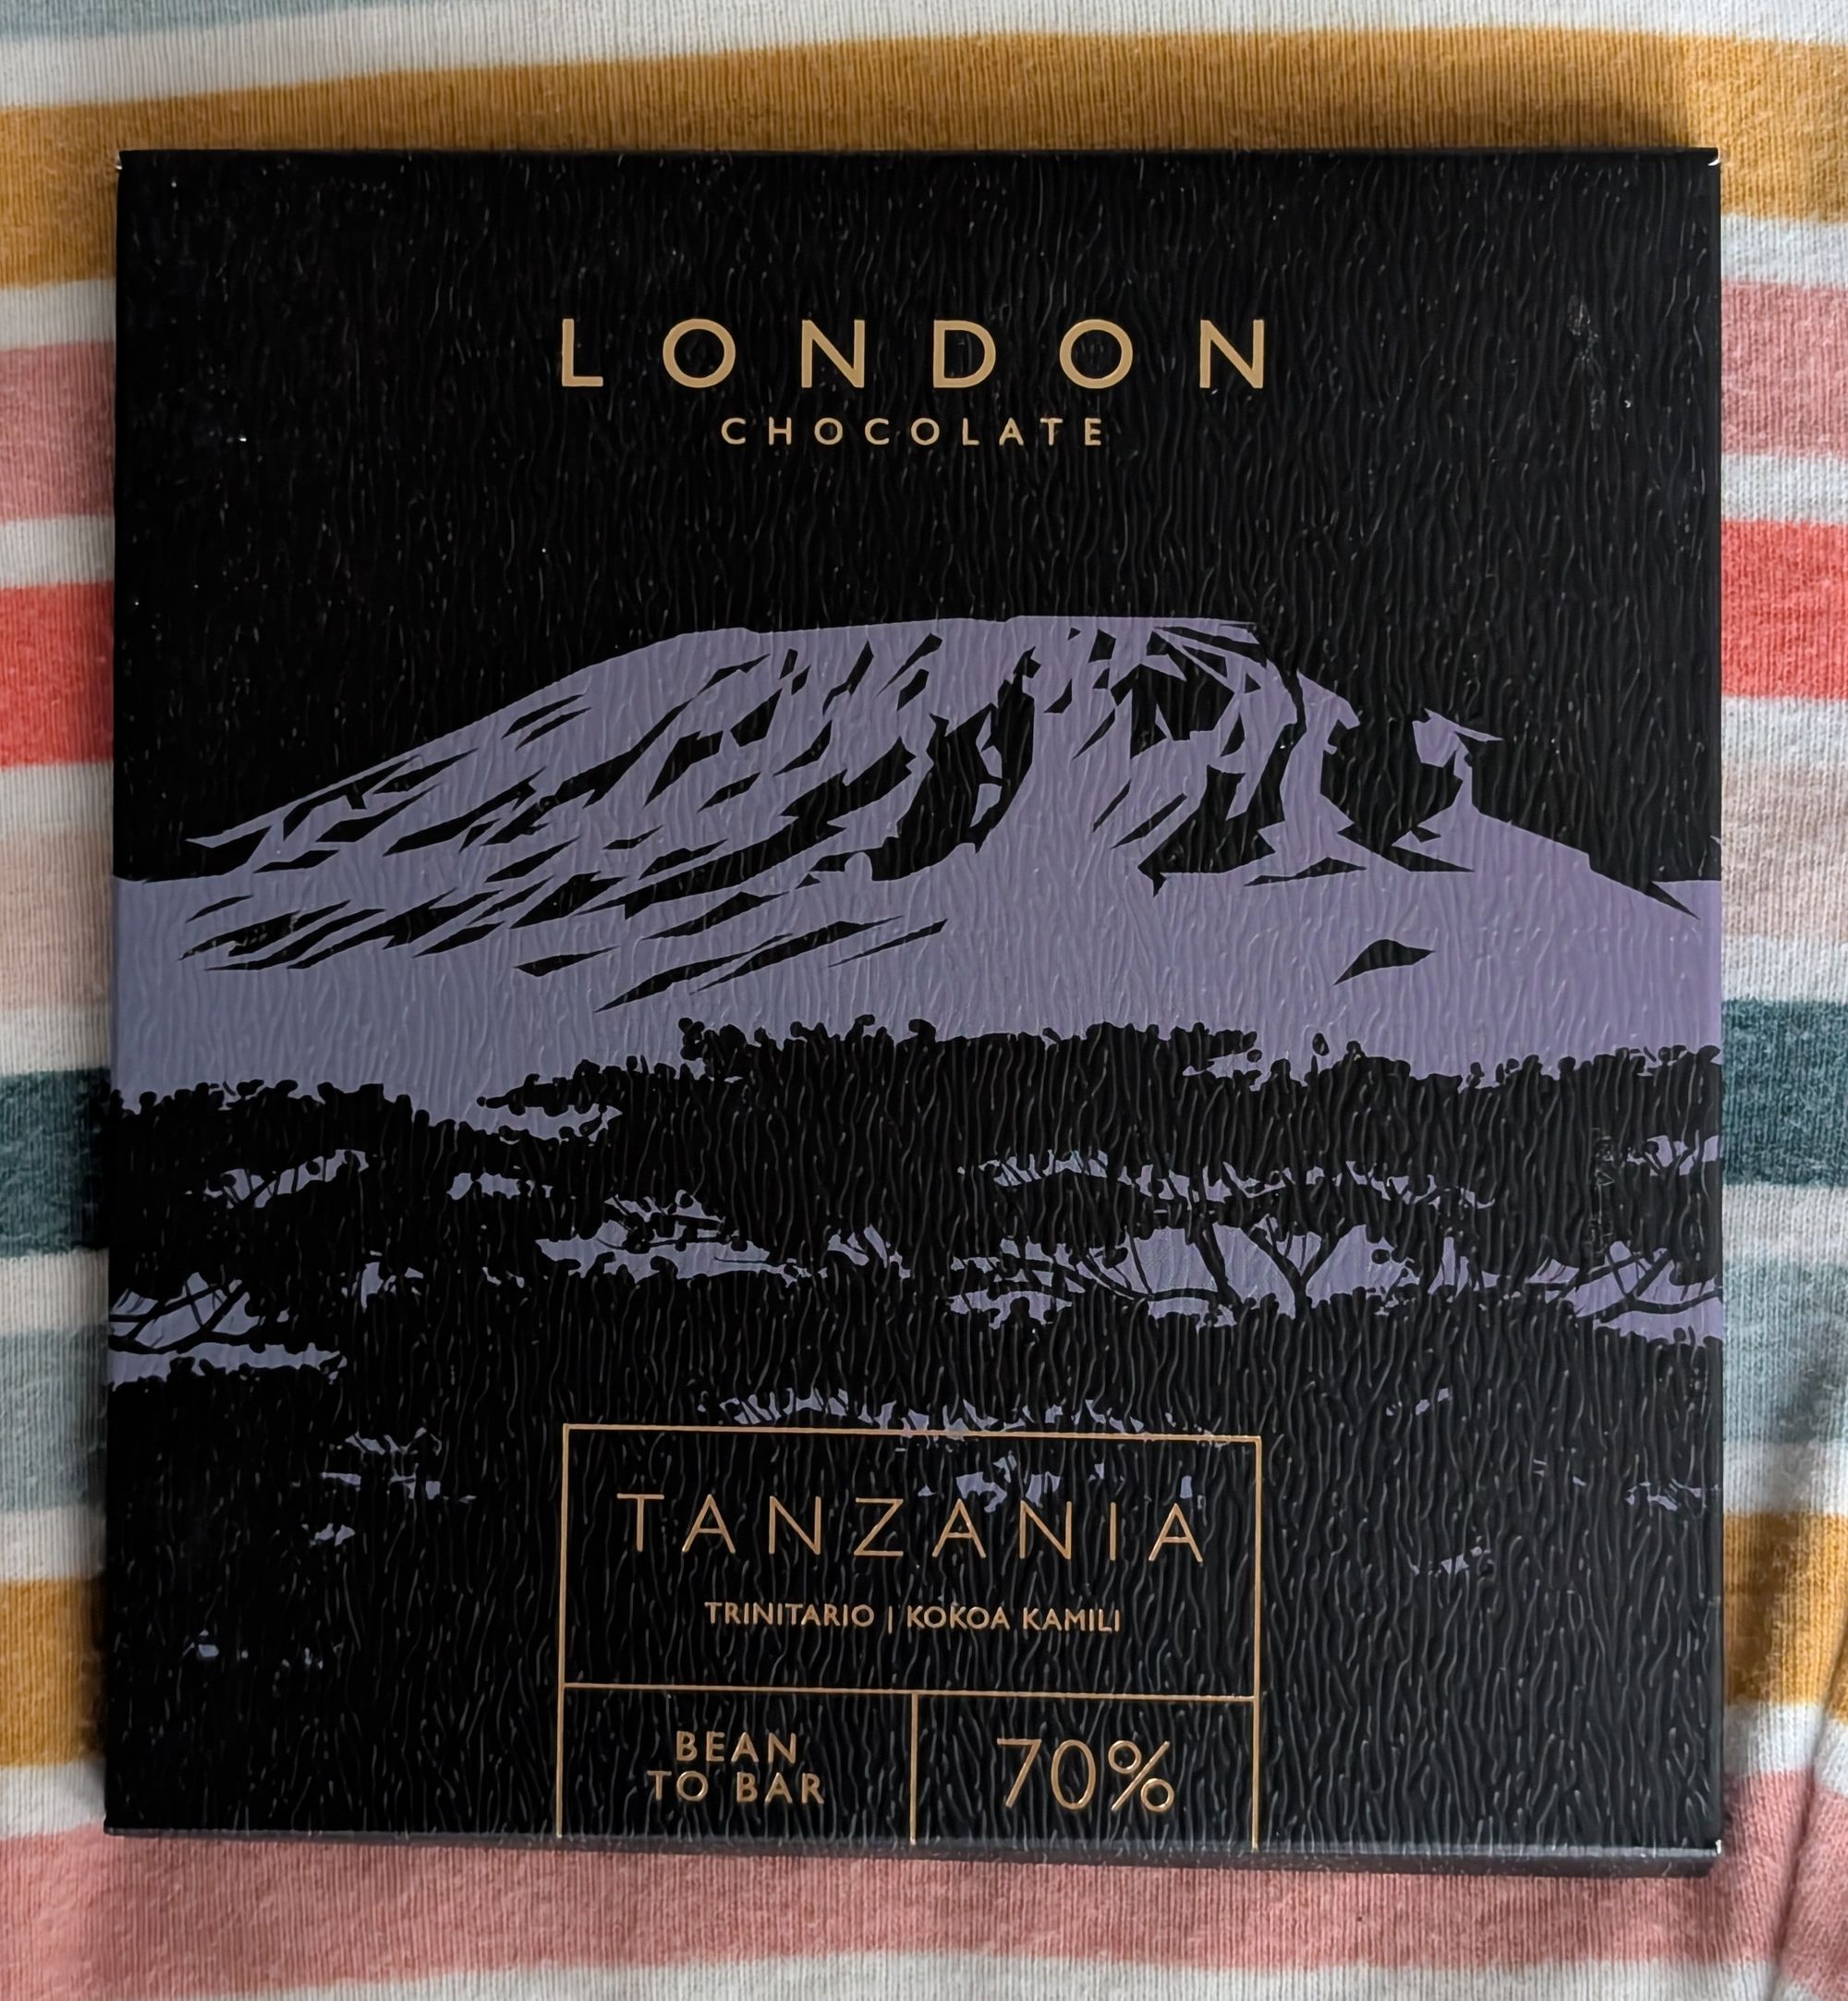 LONDON
CHOCOLATE
TANZANIA
TRINITARIO | KOKOA KAMILI
BEAN
TO BAR
70%